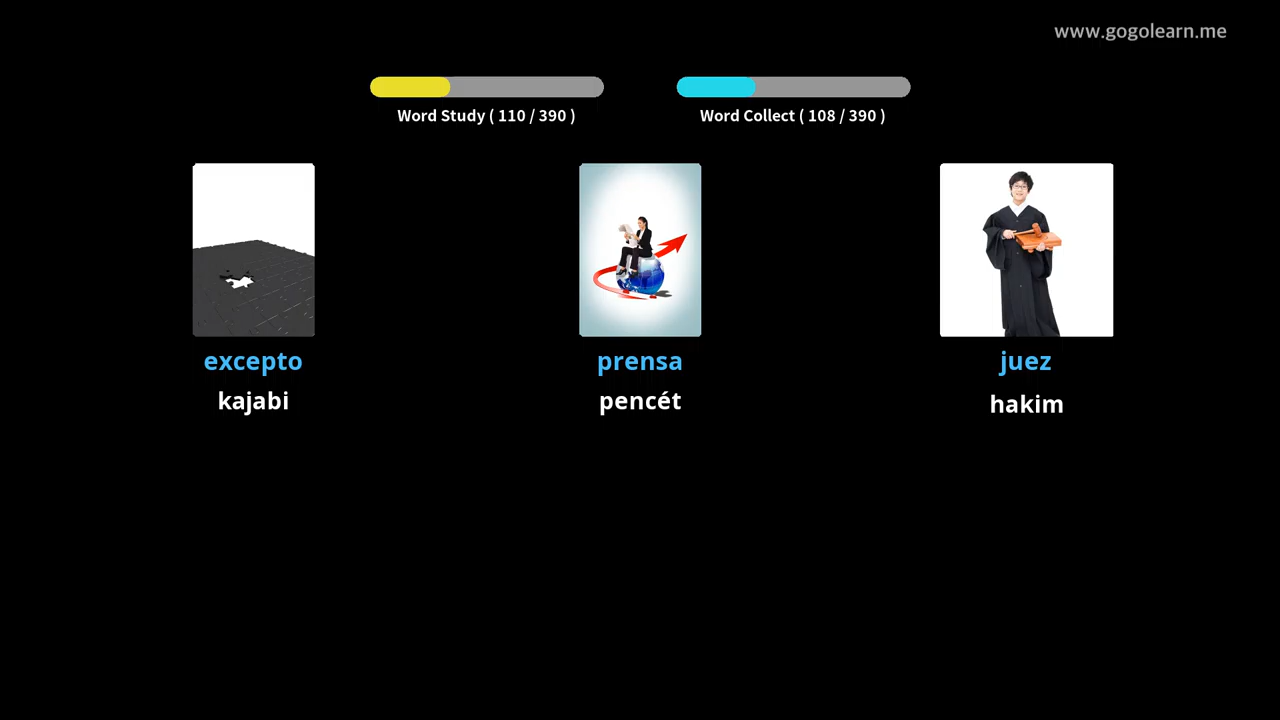 www.gogolearn.me
Word Study ( 110 / 390 )
Word Collect ( 108 / 390 )
excepto
kajabi
prensa
pencét
juez
hakim